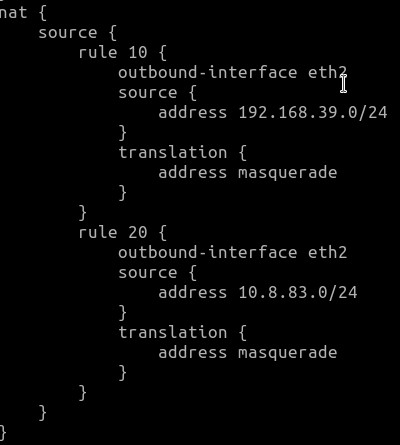 nat {
    source {
        rule 10 {
            outbound-interface eth2
            source {
                address 192.168.39.0/24
            }
            translation {
                address masquerade
            }
        }
        rule 20 {
            outbound-interface eth2
            source {
                address 10.8.83.0/24
            }
            translation {
                address masquerade
            }
        }
    }
}